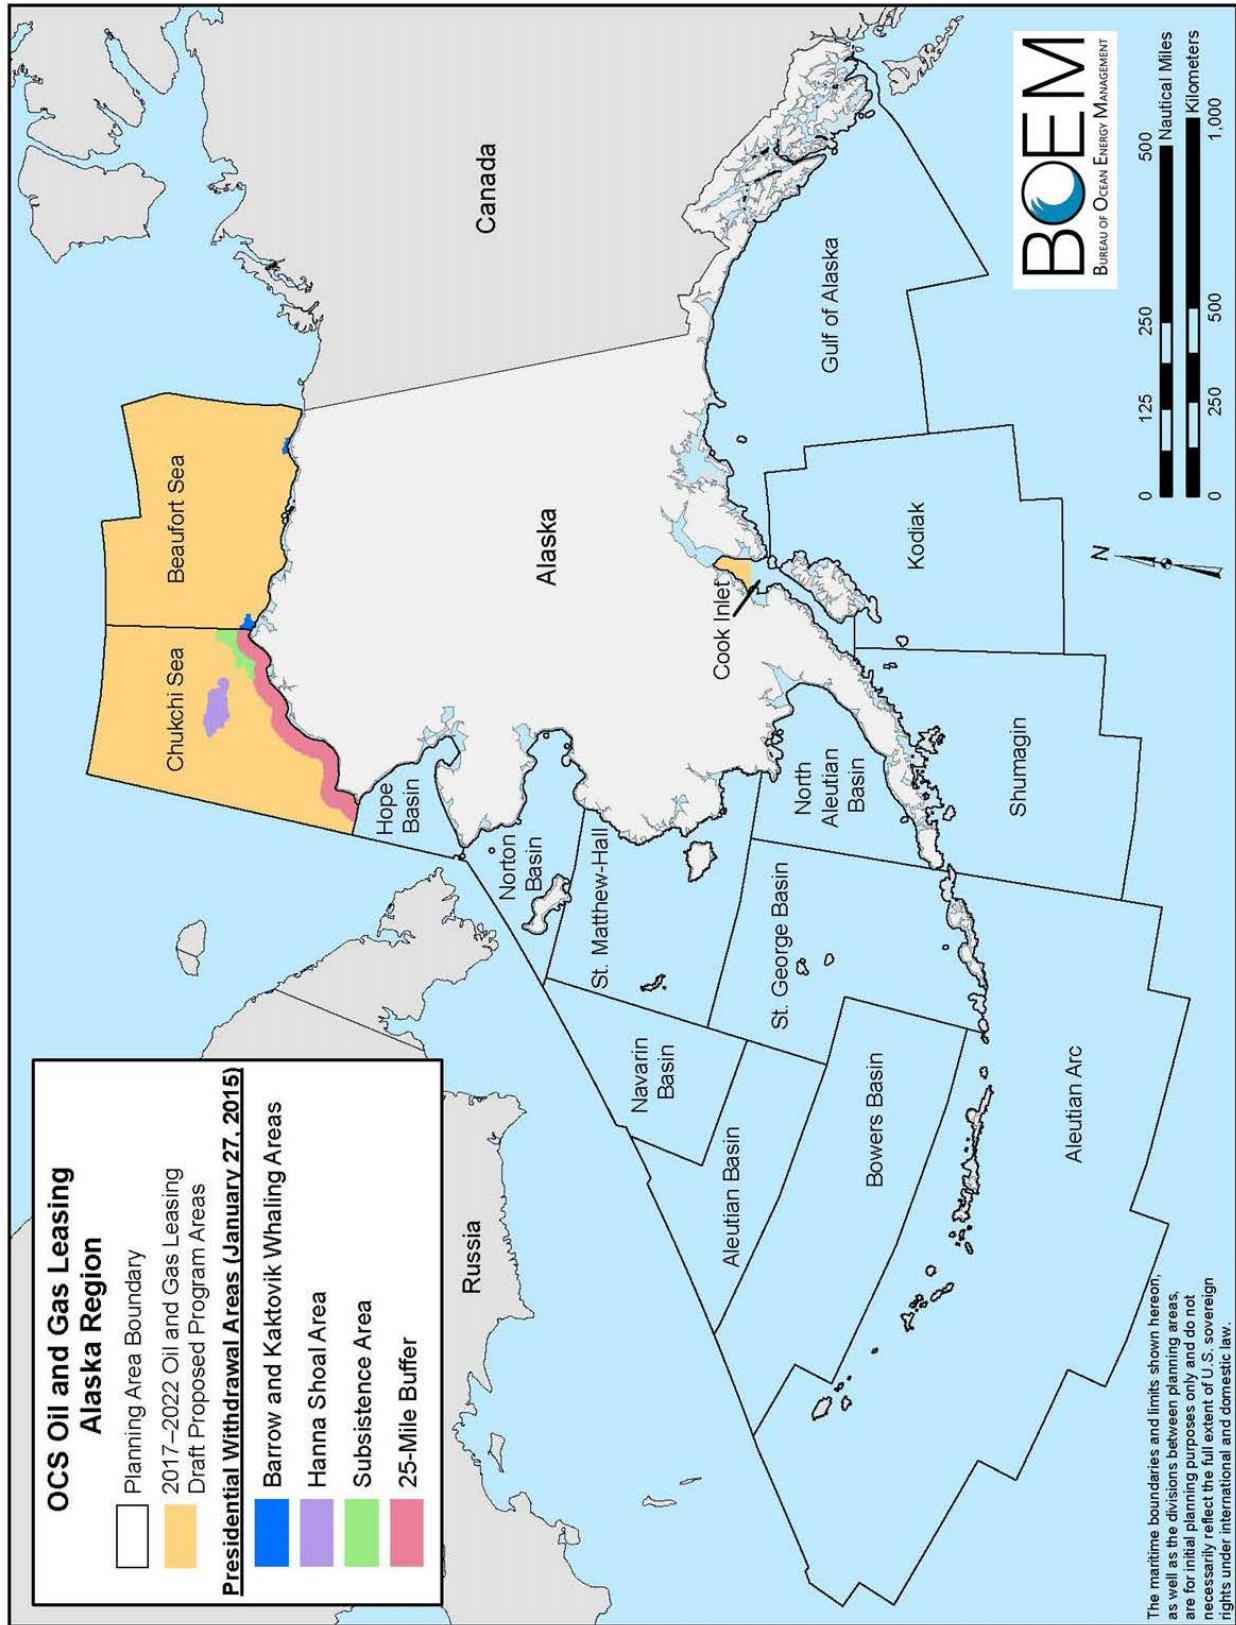 OCS Oil and Gas Leasing
Alaska Region
Planning Area Boundary
2017–2022 Oil and Gas Leasing
Draft Proposed Program Areas
Presidential Withdrawal Areas (January 27, 2015)
Barrow and Kaktovik Whaling Areas
Hanna Shoal Area
Subsistence Area
25-Mile Buffer
Chukchi Sea
Beaufort Sea
Hope
Basin
Norton
Basin
St. Matthew-Hall
Navarin
Basin
Aleutian Basin
Bowers Basin
St. George Basin
North
Aleutian
Basin
Aleutian Arc
Shumagin
Kodiak
Gulf of Alaska
Cook Inlet
Alaska
Canada
Russia
N
BOEM
BUREAU OF OCEAN ENERGY MANAGEMENT
0 125 250 500
Nautical Miles
Kilometers
0 250 500 1,000
The maritime boundaries and limits shown hereon,
as well as the divisions between planning areas,
are for initial planning purposes only and do not
necessarily reflect the full extent of U.S. sovereign
rights under international and domestic law.